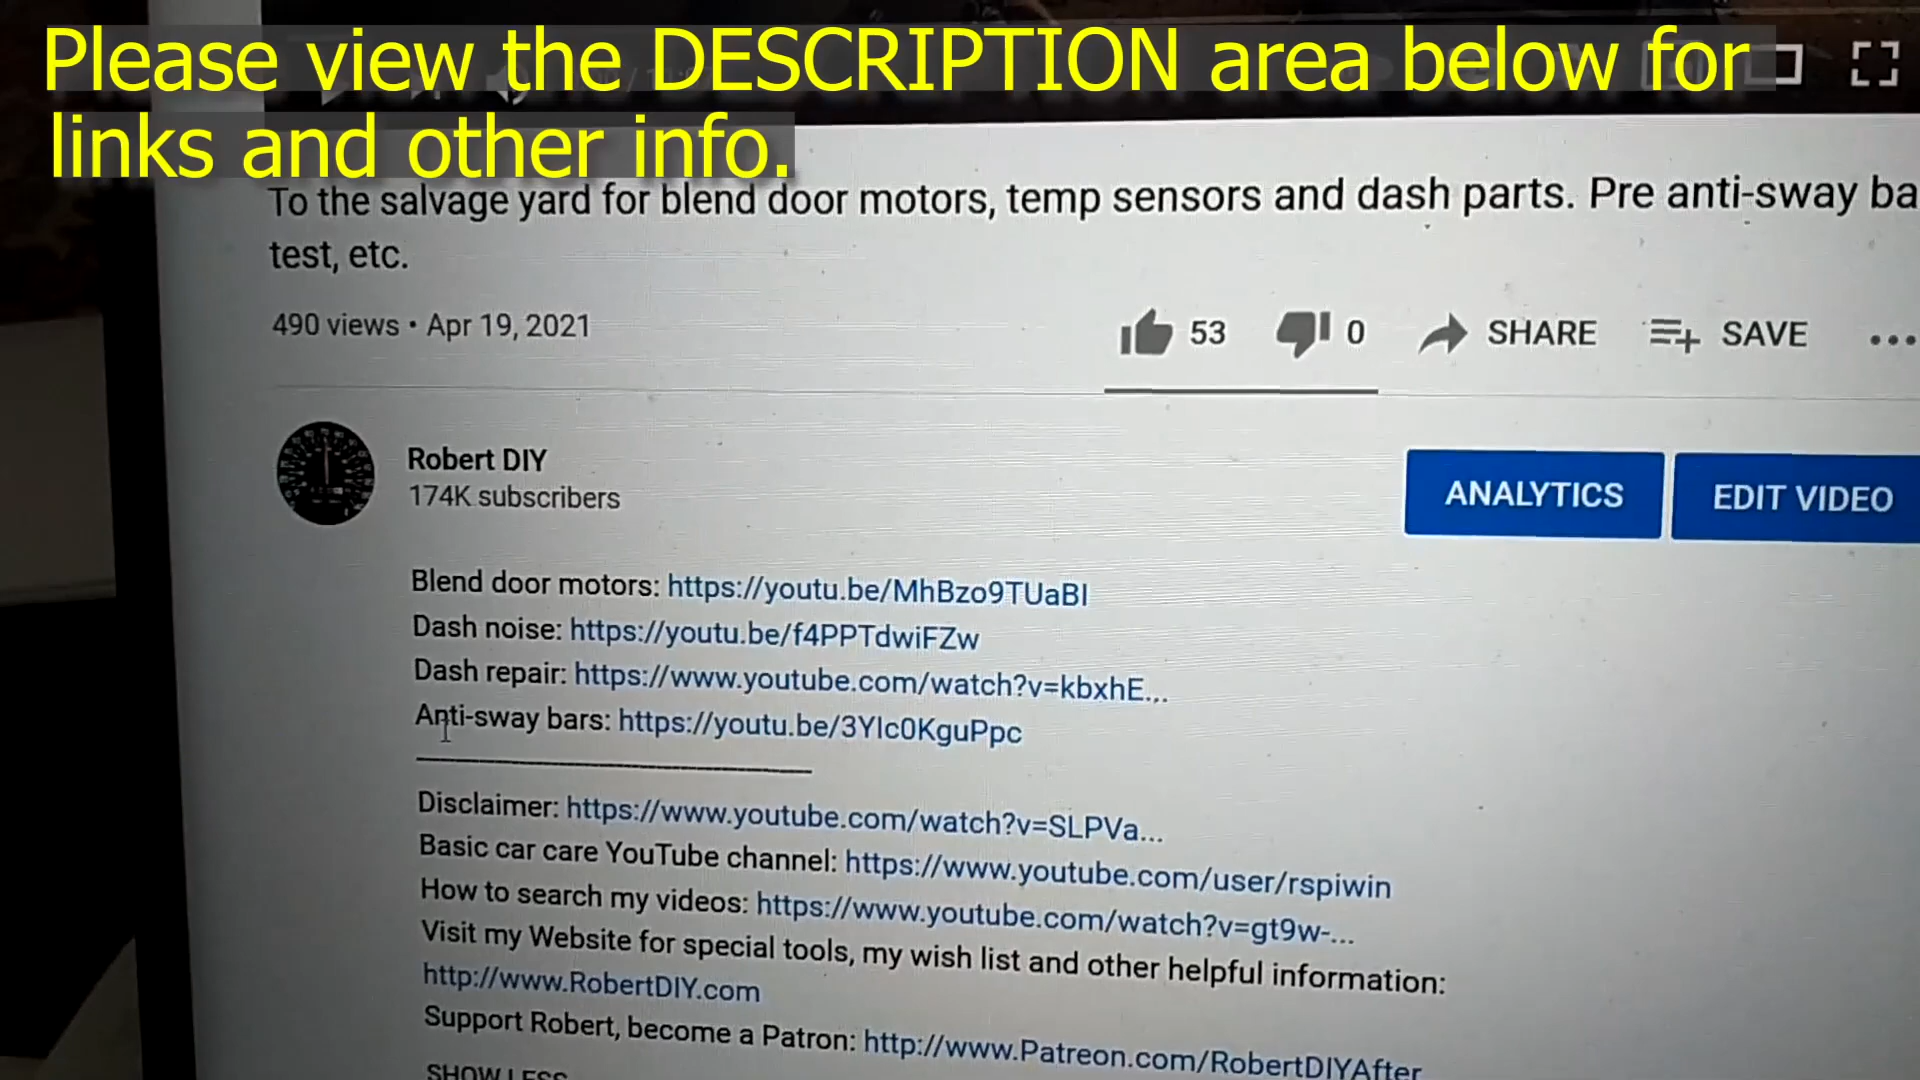 Please view the DESCRIPTION area below for
links and other info.
To the salvage yard for blend door motors, temp sensors and dash parts. Pre anti-sway ba
test, etc.
490 views • Apr 19, 2021
53
0
SHARE
SAVE
Robert DIY
174K subscribers
ANALYTICS
EDIT VIDEO
Blend door motors: https://youtu.be/MhBzo9TUaBI
Dash noise: https://youtu.be/f4PPTdwiFZw
Dash repair: https://www.youtube.com/watch?v=kbxhE...
Anti-sway bars: https://youtu.be/3YIc0KguPpc
Disclaimer: https://www.youtube.com/watch?v=SLPVa...
Basic car care YouTube channel: https://www.youtube.com/user/rspiwin
How to search my videos: https://www.youtube.com/watch?v=gt9w-...
Visit my Website for special tools, my wish list and other helpful information:
http://www.RobertDIY.com
Support Robert, become a Patron: http://www.Patreon.com/RobertDIYAfter
SHOW LESS